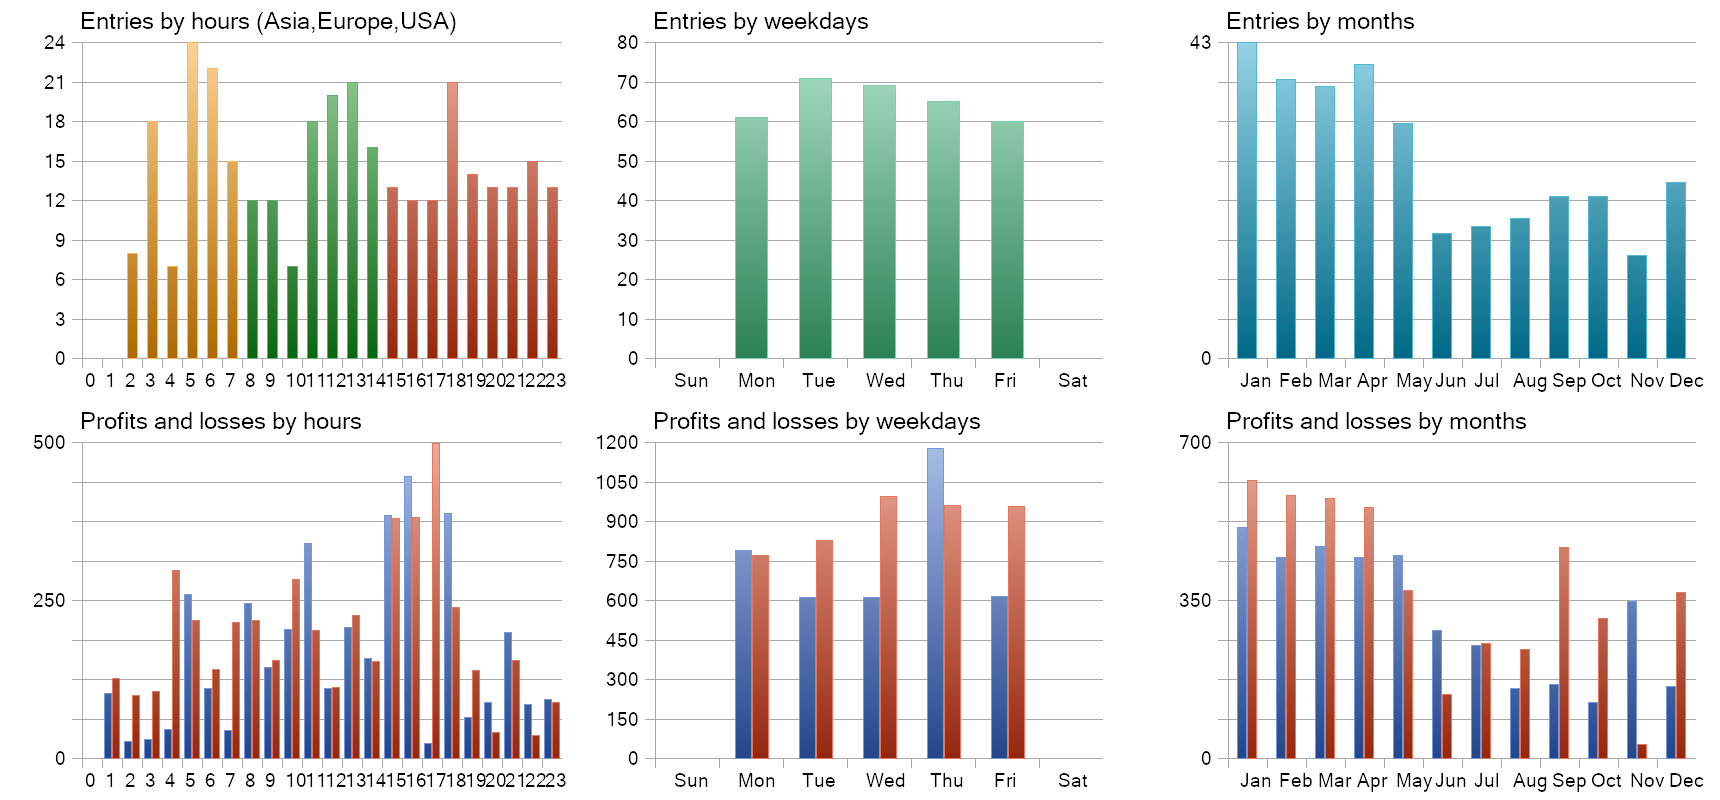 Entries by hours (Asia,Europe,USA)
24
21
18
15
12
9
6
3
0
0 1 2 3 4 5 6 7 8 9 10 11 12 13 14 15 16 17 18 19 20 21 22 23
Entries by weekdays
80
70
60
50
40
30
20
10
0
Sun Mon Tue Wed Thu Fri Sat
Entries by months
43
0
Jan Feb Mar Apr May Jun Jul Aug Sep Oct Nov Dec
Profits and losses by hours
500
250
0
0 1 2 3 4 5 6 7 8 9 10 11 12 13 14 15 16 17 18 19 20 21 22 23
Profits and losses by weekdays
1200
1050
900
750
600
450
300
150
0
Sun Mon Tue Wed Thu Fri Sat
Profits and losses by months
700
350
0
Jan Feb Mar Apr May Jun Jul Aug Sep Oct Nov Dec